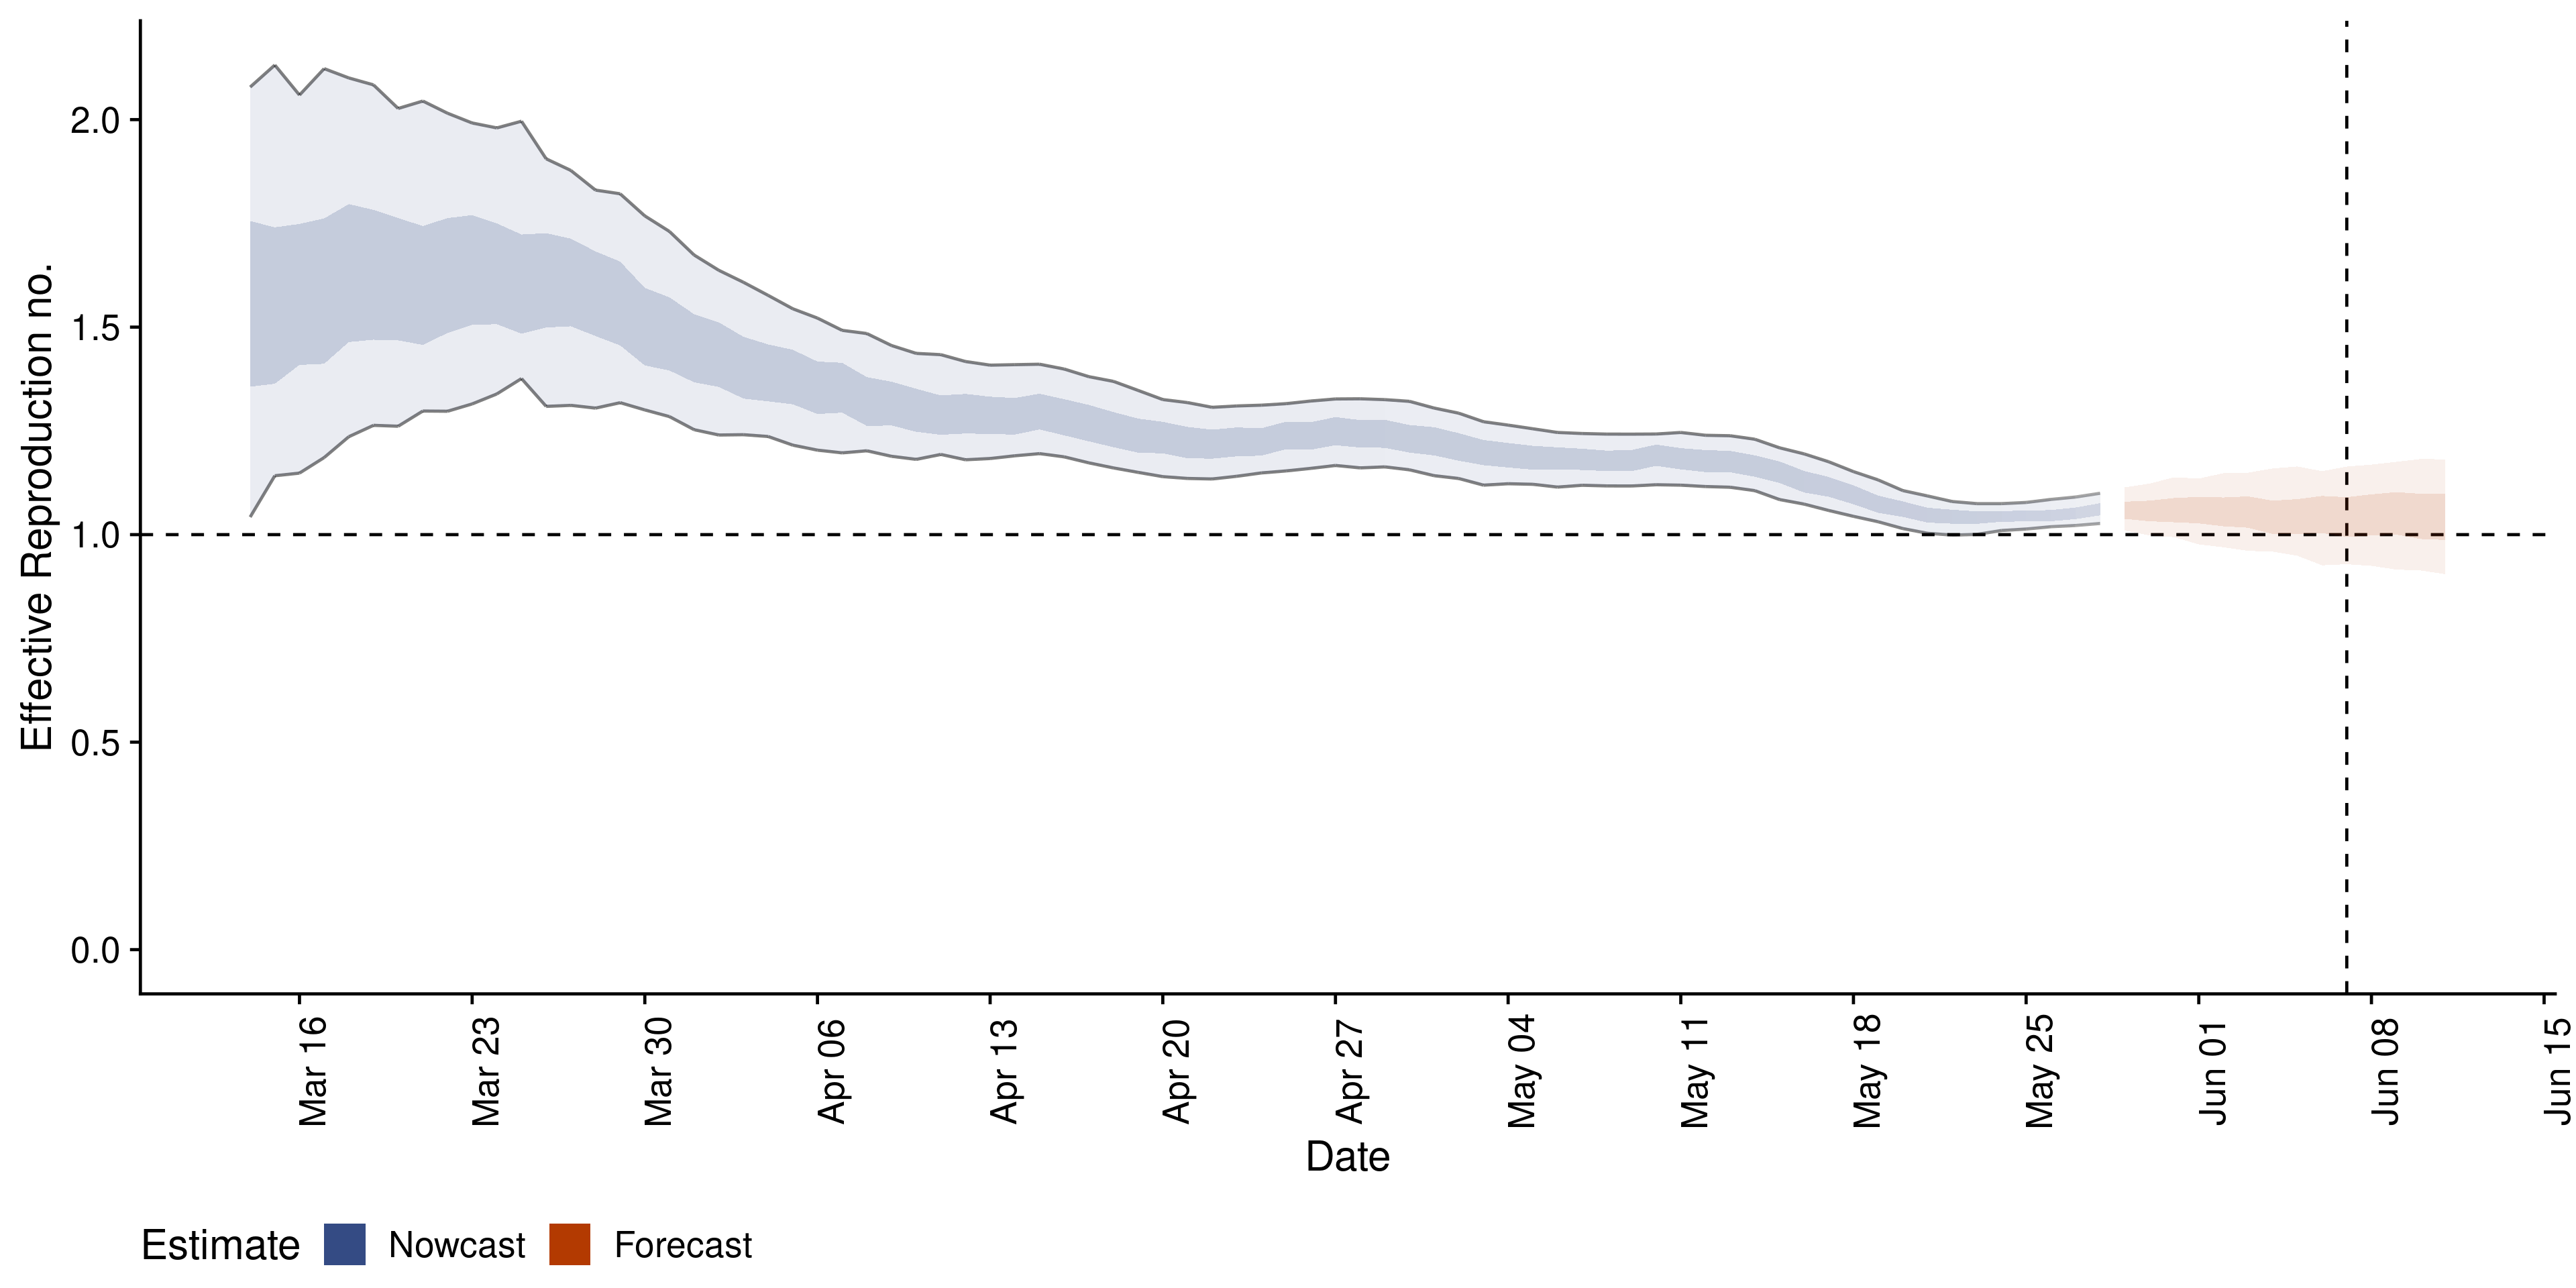 Effective Reproduction no.
2.0
1.5
1.0
0.5
0.0
Mar 16
Mar 23
Mar 30
Apr 06
Apr 13
Apr 20
Apr 27
May 04
May 11
May 18
May 25
Jun 01
Jun 08
Jun 15
Date
Estimate Nowcast Forecast